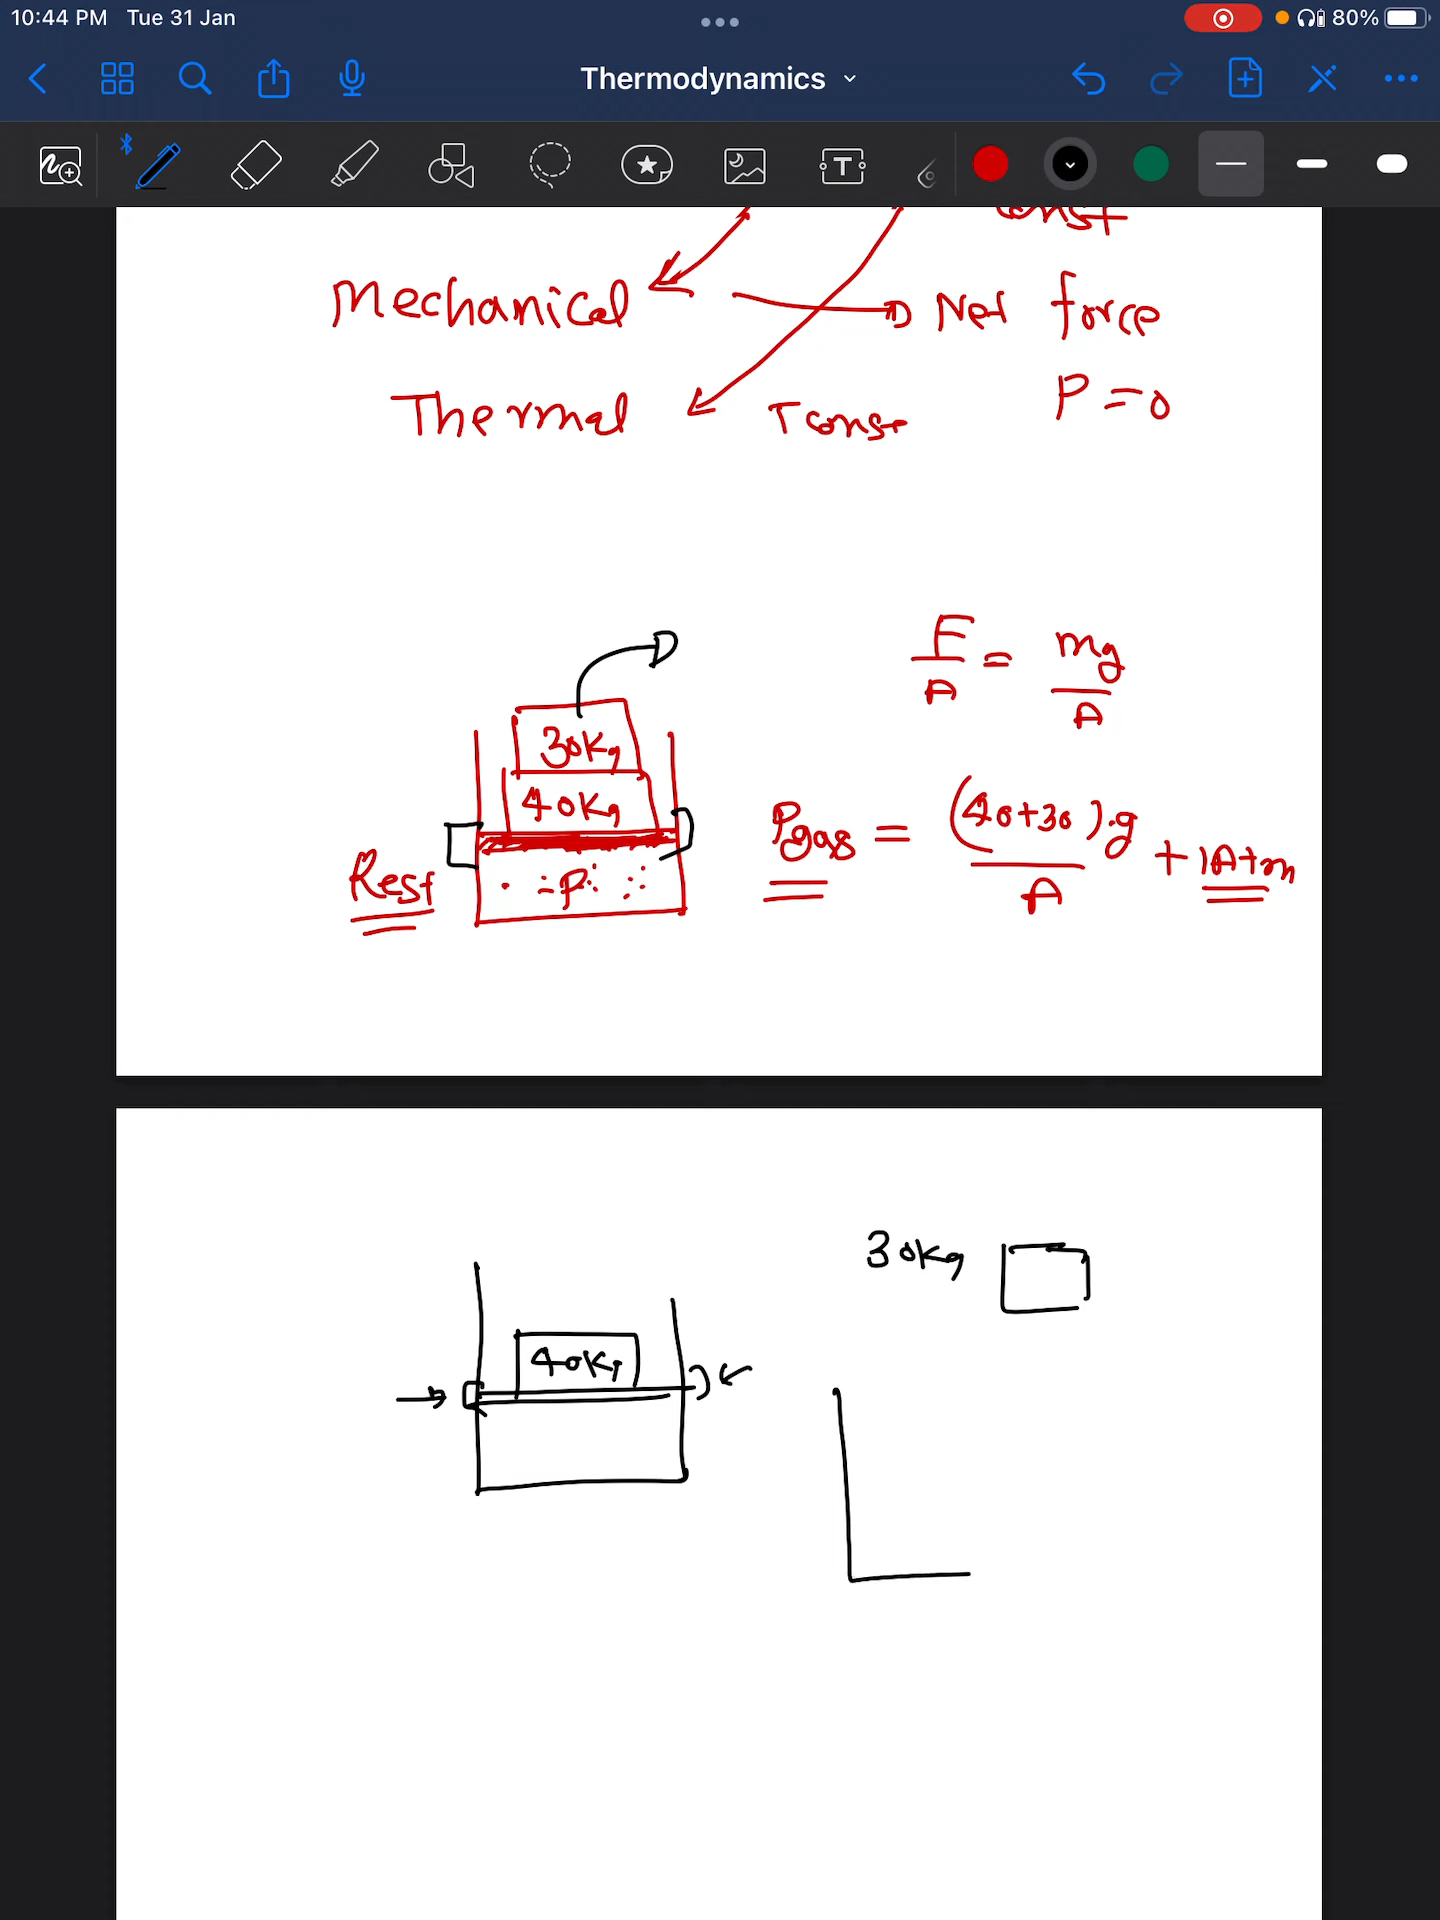 10:44 PM Tue 31 Jan
80%
Thermodynamics
T
const
Mechanical → Net force
P = 0
Thermal T const
F/A = mg/A
30Kg
40Kg
Pgas = (40+30).g/A + 1Atm
Rest
P
30kg
40Kg